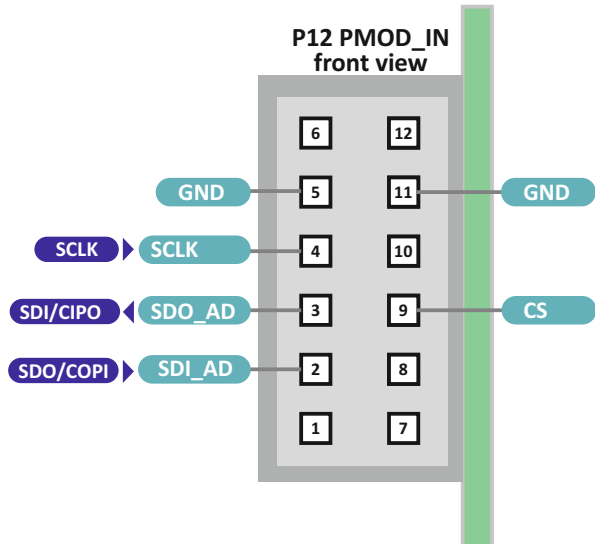 P12 PMOD_IN
front view
6 12
GND 5 11 GND
SCLK SCLK 4 10
SDI/CIPO SDO_AD 3 9 CS
SDO/COPI SDI_AD 2 8
1 7